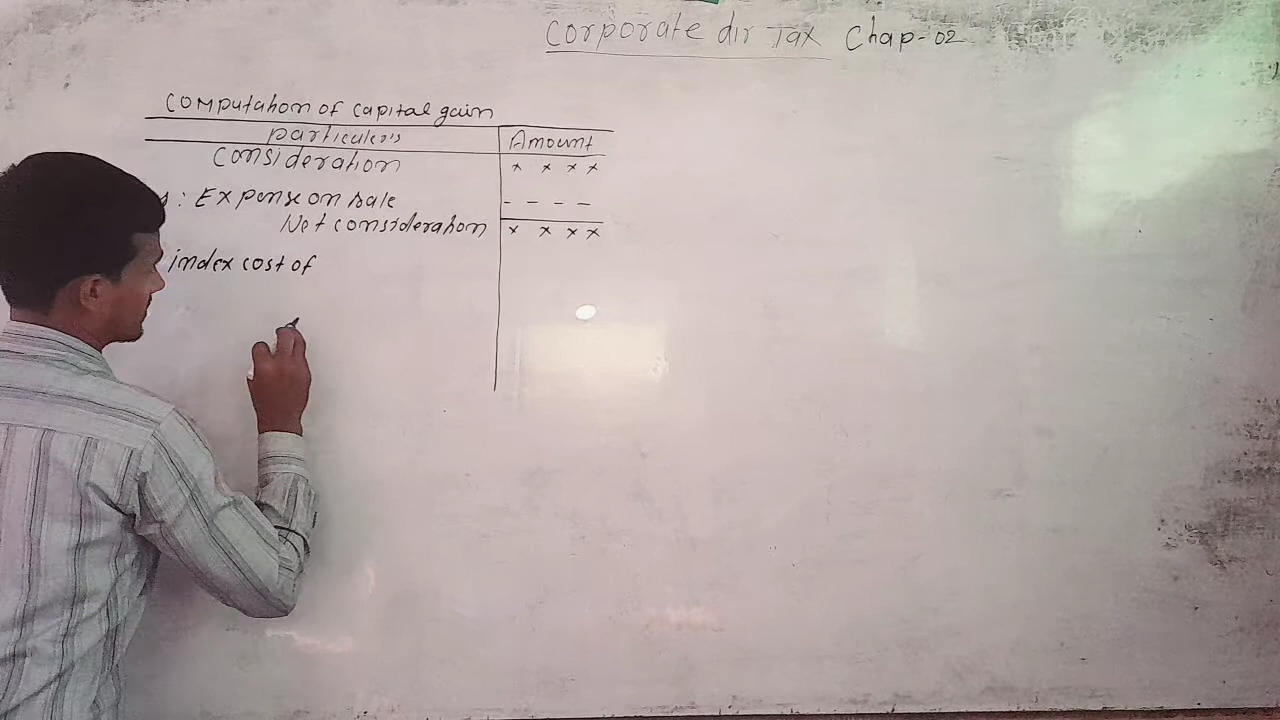 Corporate dir Tax Chap-02
Computation of capital gain
particulers Amount
Consideration x x x x
s: Expense on sale - - - -
Net consideration x x x x
index cost of